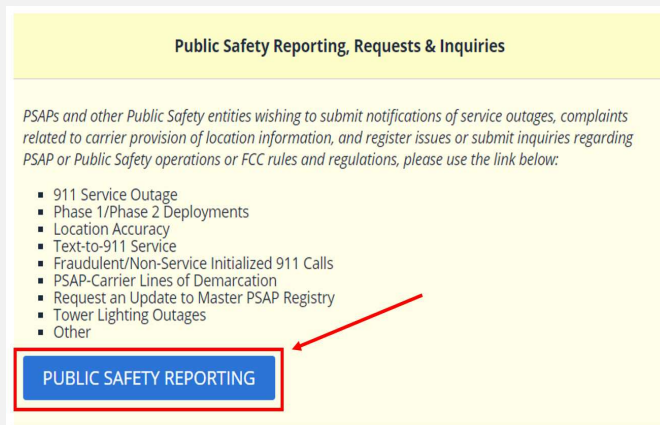 Public Safety Reporting, Requests & Inquiries
PSAPs and other Public Safety entities wishing to submit notifications of service outages, complaints
related to carrier provision of location information, and register issues or submit inquiries regarding
PSAP or Public Safety operations or FCC rules and regulations, please use the link below:
▪ 911 Service Outage
▪ Phase 1/Phase 2 Deployments
▪ Location Accuracy
▪ Text-to-911 Service
▪ Fraudulent/Non-Service Initialized 911 Calls
▪ PSAP-Carrier Lines of Demarcation
▪ Request an Update to Master PSAP Registry
▪ Tower Lighting Outages
▪ Other
PUBLIC SAFETY REPORTING